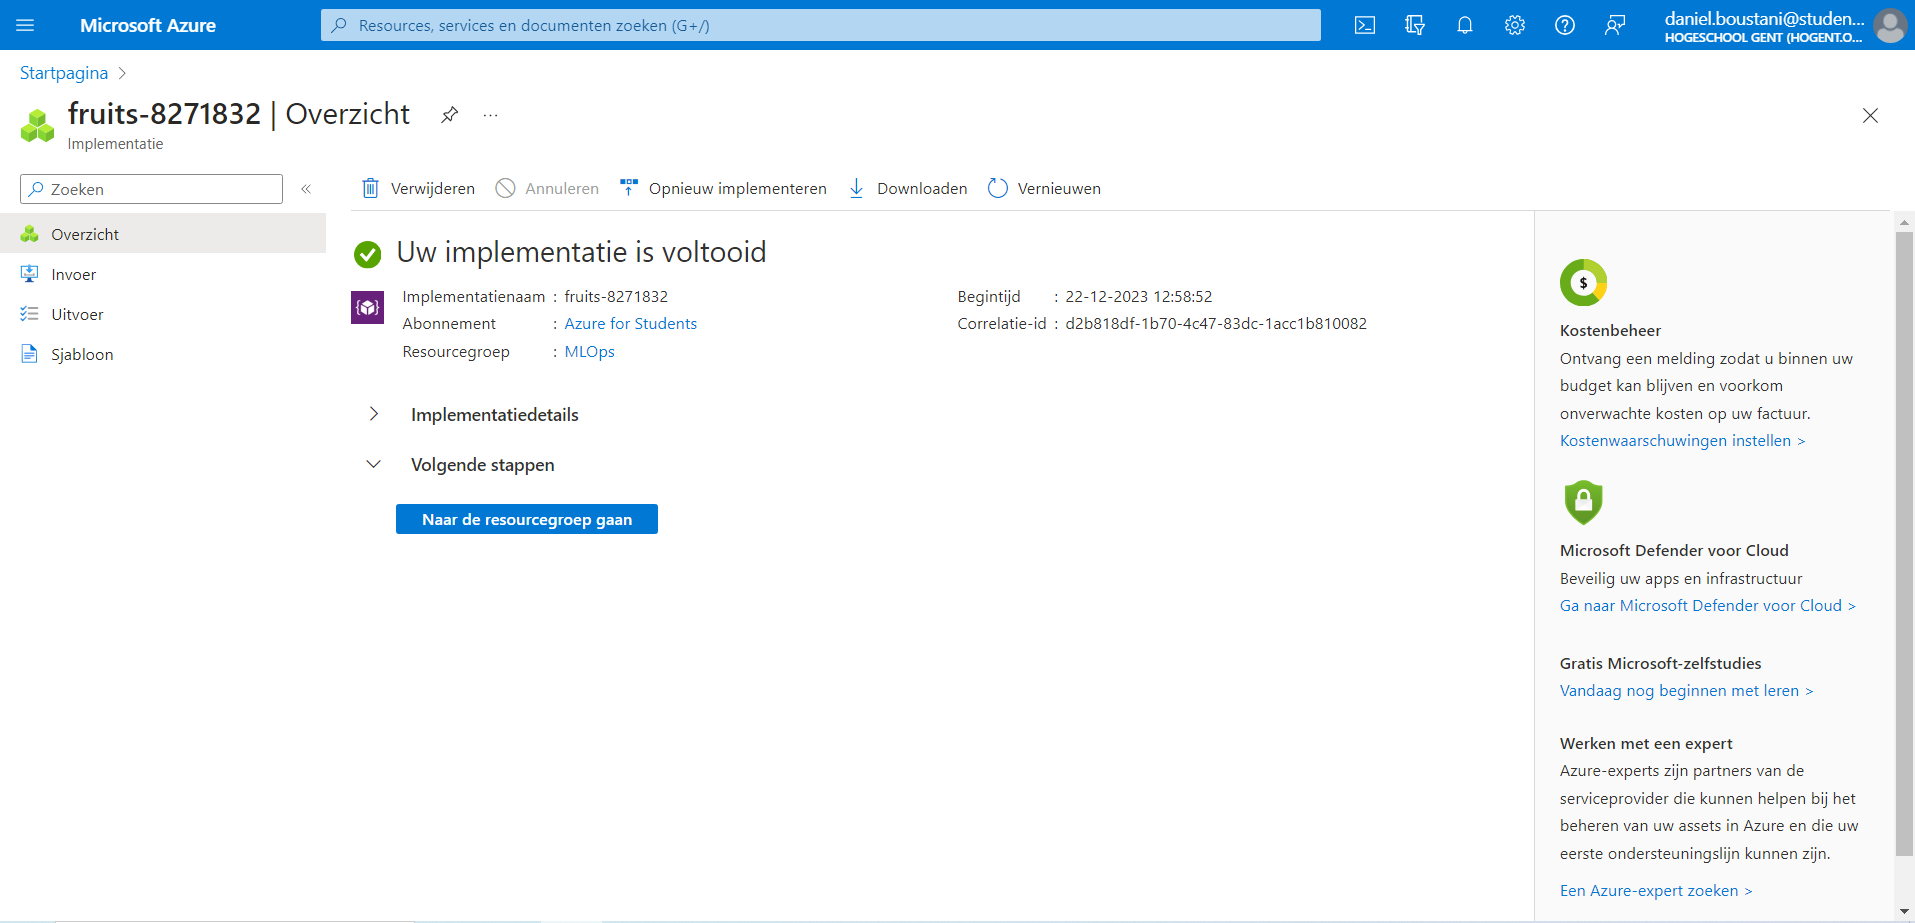 Microsoft Azure
Resources, services en documenten zoeken (G+/)
daniel.boustani@studen...
HOGESCHOOL GENT (HOGENT.O...
Startpagina
fruits-8271832 | Overzicht
...
Implementatie
Zoeken
«
Overzicht
Invoer
Uitvoer
Sjabloon
Verwijderen
Annuleren
Opnieuw implementeren
Downloaden
Vernieuwen
Uw implementatie is voltooid
Implementatienaam : fruits-8271832
Abonnement : Azure for Students
Resourcegroep : MLOps
Begintijd : 22-12-2023 12:58:52
Correlatie-id : d2b818df-1b70-4c47-83dc-1acc1b810082
Implementatiedetails
Volgende stappen
Naar de resourcegroep gaan
$
Kostenbeheer
Ontvang een melding zodat u binnen uw
budget kan blijven en voorkom
onverwachte kosten op uw factuur.
Kostenwaarschuwingen instellen >
Microsoft Defender voor Cloud
Beveilig uw apps en infrastructuur
Ga naar Microsoft Defender voor Cloud >
Gratis Microsoft-zelfstudies
Vandaag nog beginnen met leren >
Werken met een expert
Azure-experts zijn partners van de
serviceprovider die kunnen helpen bij het
beheren van uw assets in Azure en die uw
eerste ondersteuningslijn kunnen zijn.
Een Azure-expert zoeken >